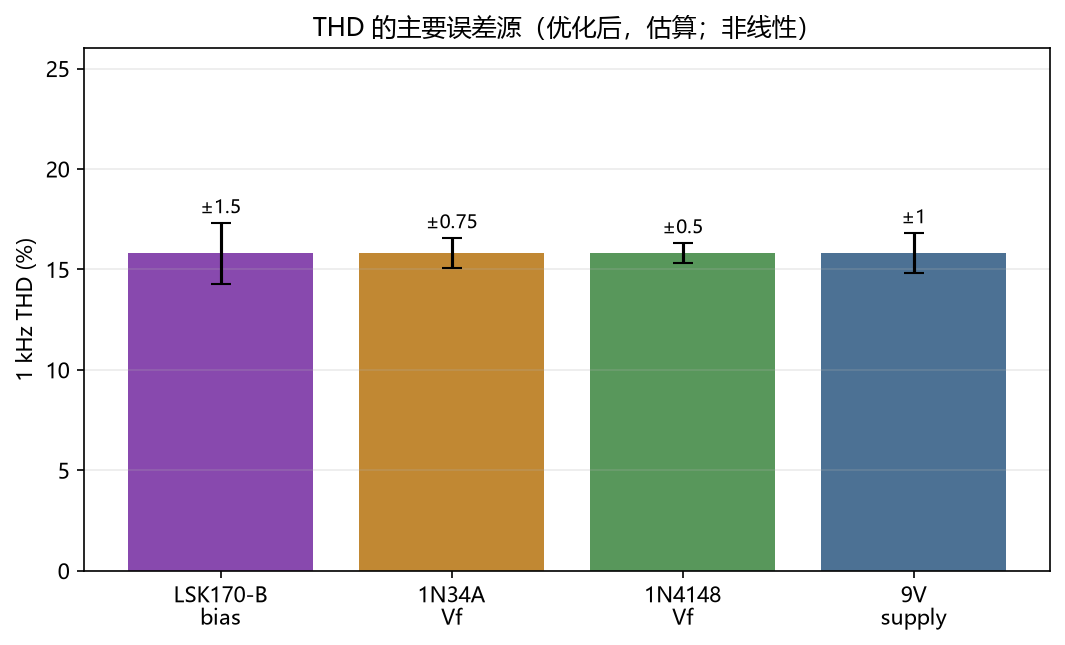 THD 的主要误差源（优化后，估算；非线性）
1 kHz THD (%)
25
20
15
10
5
0
±1.5
±0.75
±0.5
±1
LSK170-B
bias
1N34A
Vf
1N4148
Vf
9V
supply